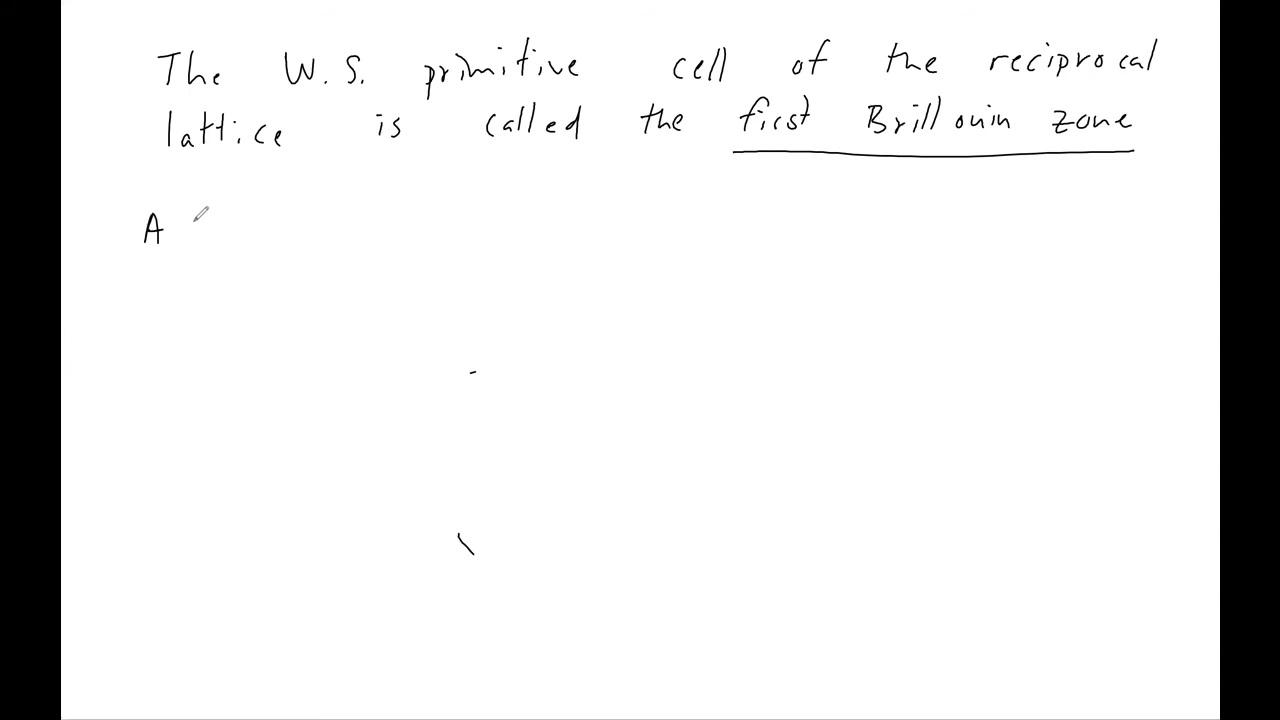 The W.S. primitive cell of the reciprocal
lattice is called the first Brillouin zone
A